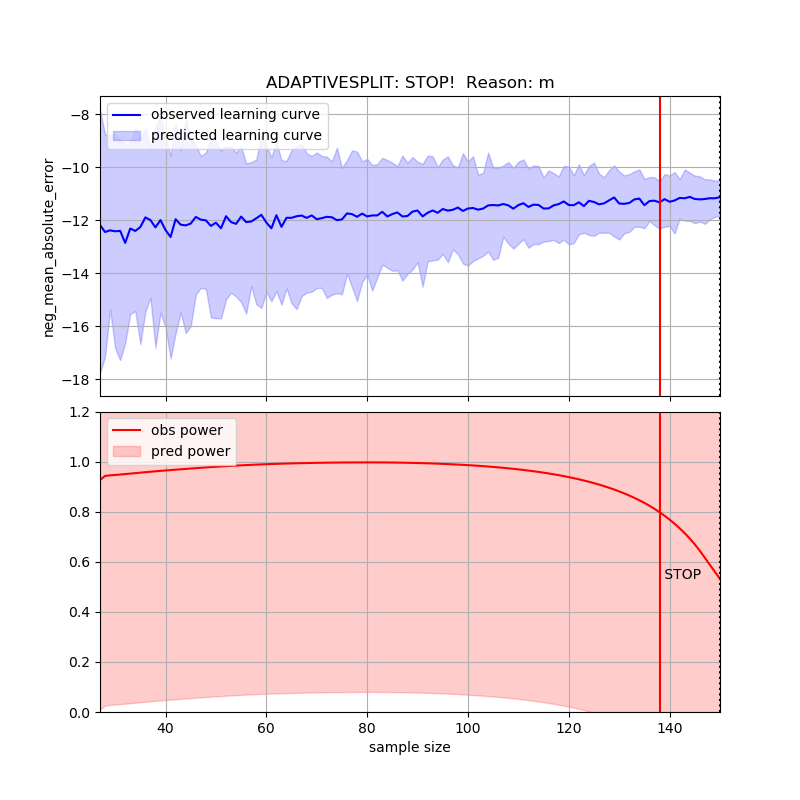 ADAPTIVESPLIT: STOP!  Reason: m
observed learning curve
predicted learning curve
neg_mean_absolute_error
−8
−10
−12
−14
−16
−18
obs power
pred power
1.2
1.0
0.8
0.6
0.4
0.2
0.0
STOP
40 60 80 100 120 140
sample size